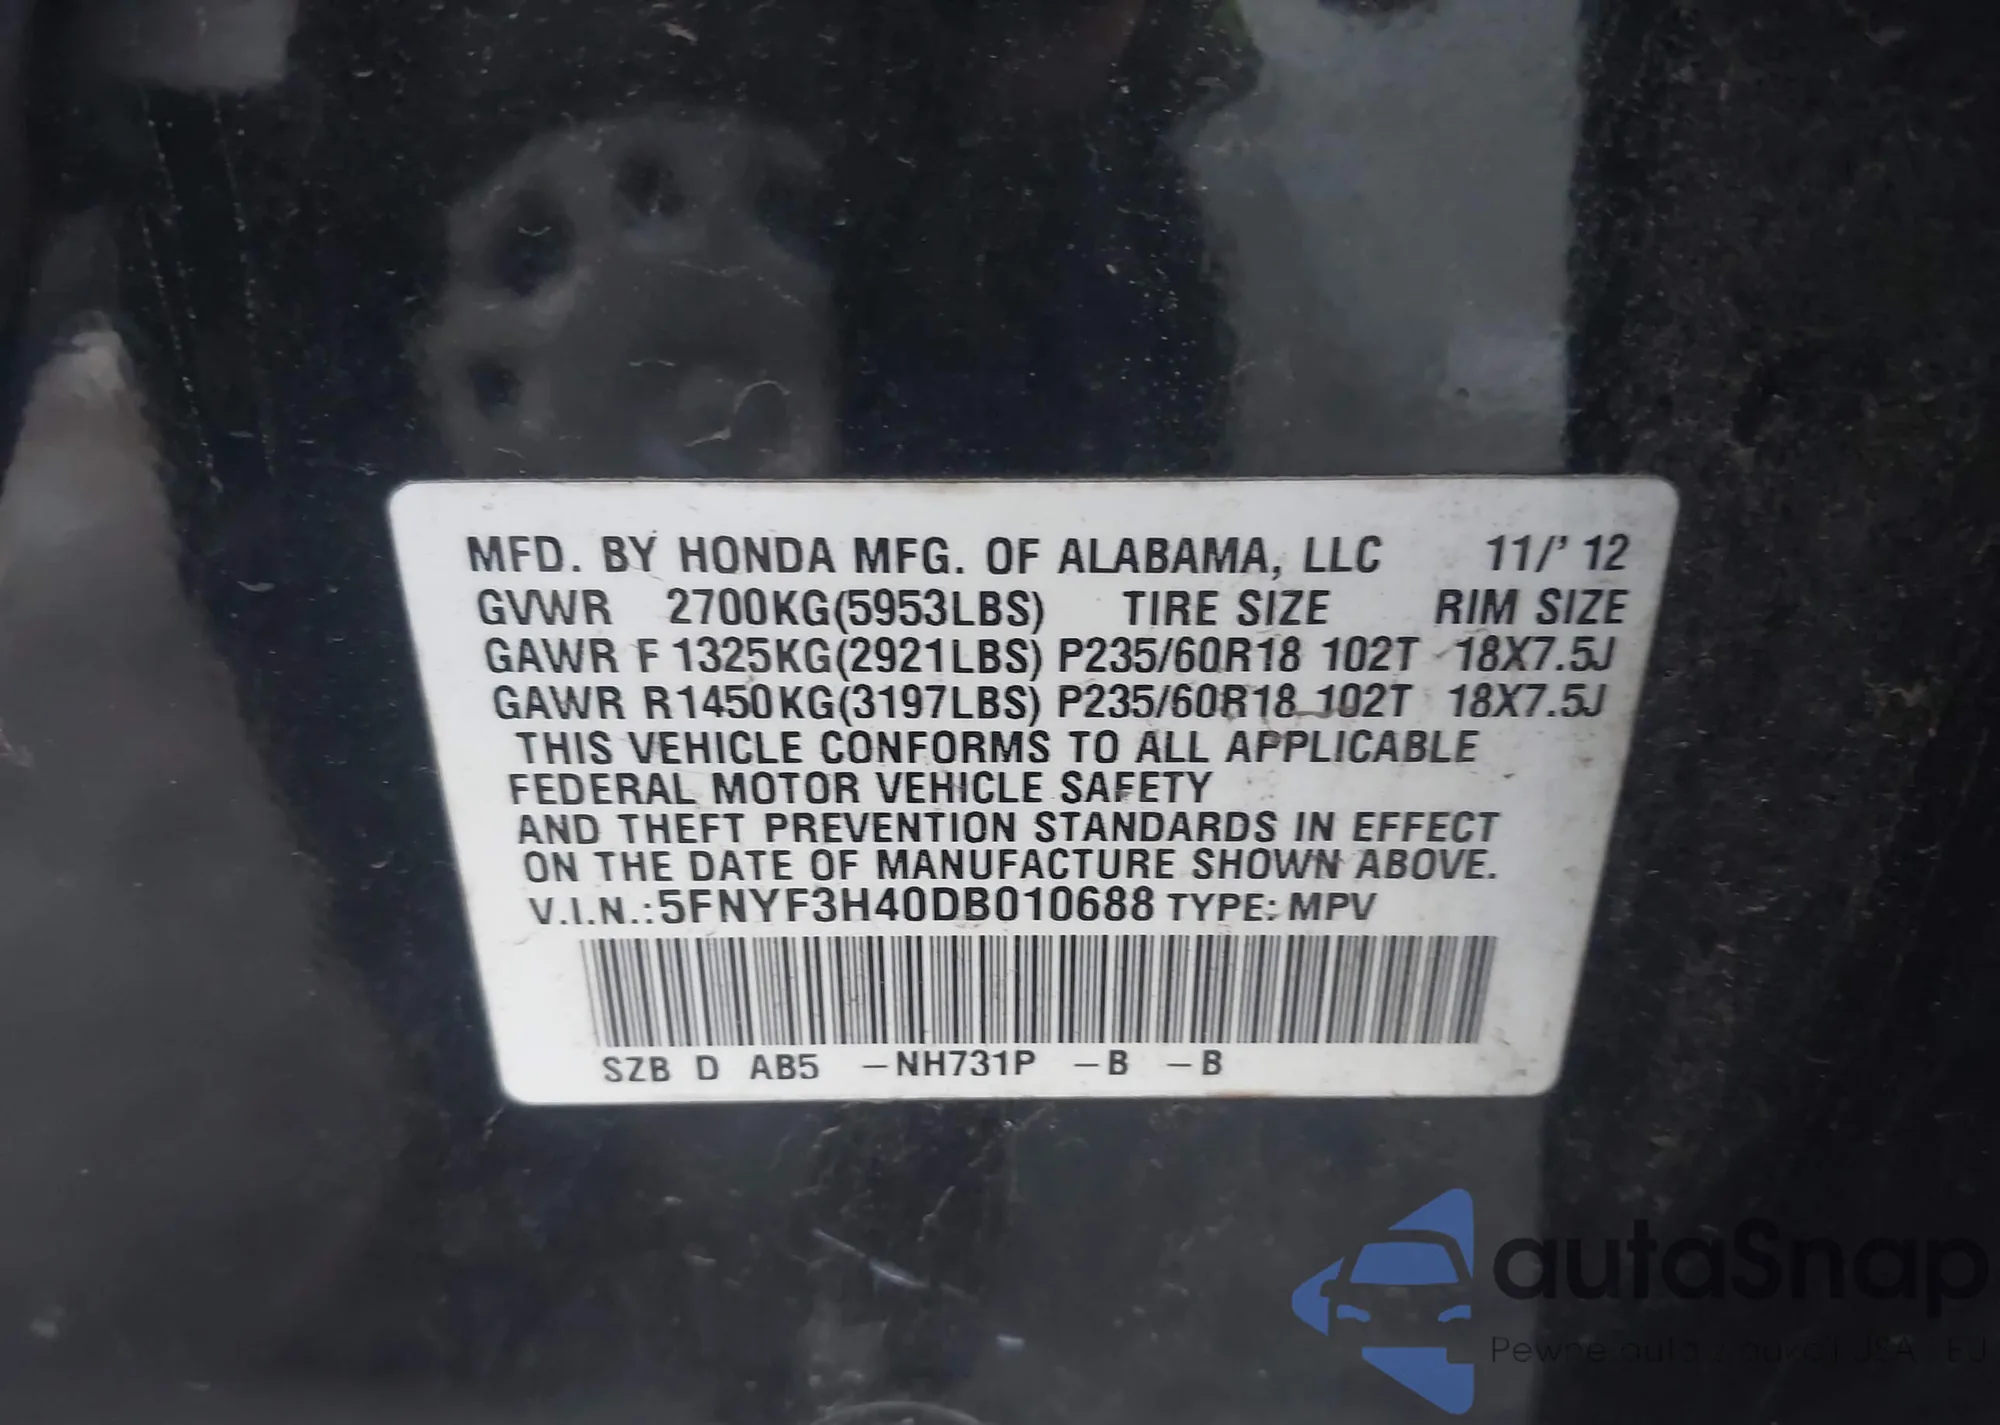 MFD. BY HONDA MFG. OF ALABAMA, LLC 11/' 12
GVWR 2700KG(5953LBS) TIRE SIZE RIM SIZE
GAWR F 1325KG(2921LBS) P235/60R18 102T 18X7.5J
GAWR R1450KG(3197LBS) P235/60R18 102T 18X7.5J
THIS VEHICLE CONFORMS TO ALL APPLICABLE
FEDERAL MOTOR VEHICLE SAFETY
AND THEFT PREVENTION STANDARDS IN EFFECT
ON THE DATE OF MANUFACTURE SHOWN ABOVE.
V.I.N.:5FNYF3H40DB010688 TYPE: MPV
SZB D AB5 –NH731P –B –B
autaSnap
Pewne auta